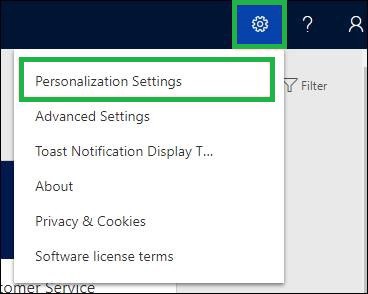 ?
Personalization Settings
Filter
Advanced Settings
Toast Notification Display T...
About
Privacy & Cookies
Software license terms
tomer Service